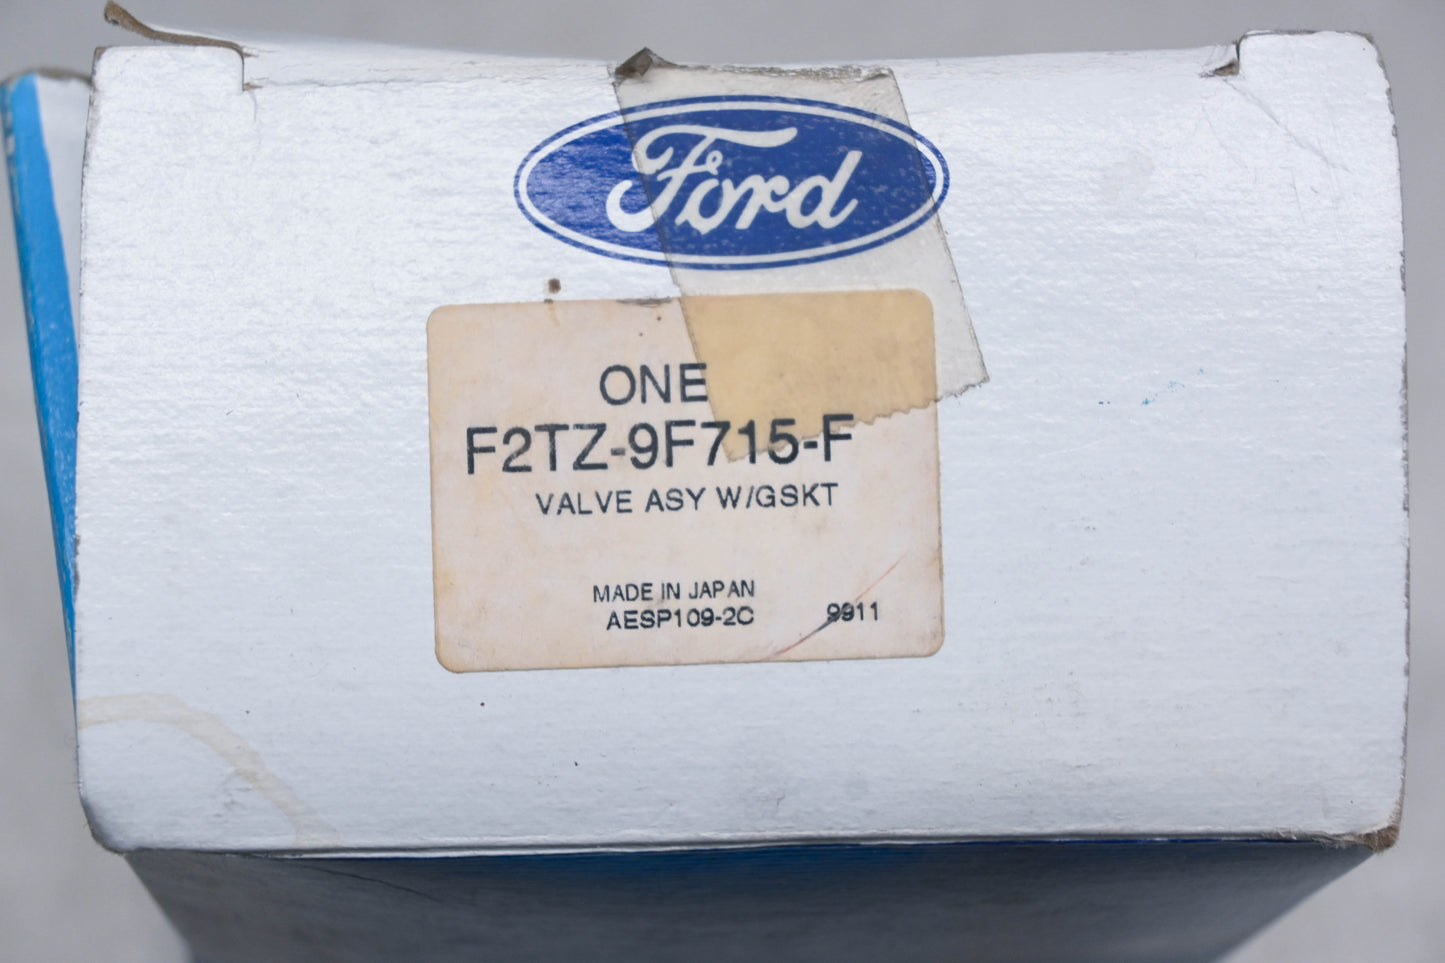 Ford
ONE
F2TZ-9F715-F
VALVE ASY W/GSKT
MADE IN JAPAN
AESP109-2C 9911